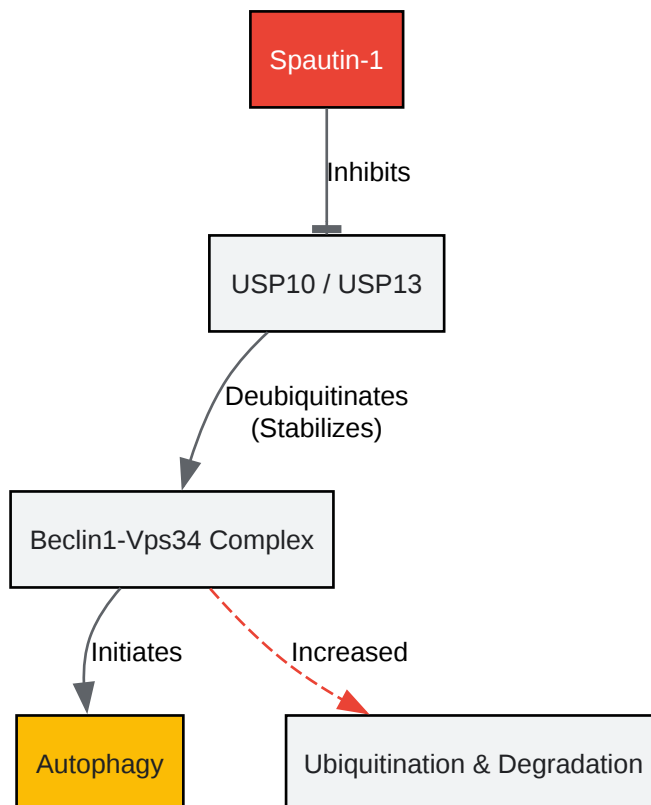 Spautin-1
Inhibits
USP10 / USP13
Deubiquitinates
(Stabilizes)
Beclin1-Vps34 Complex
Initiates
Increased
Autophagy
Ubiquitination & Degradation